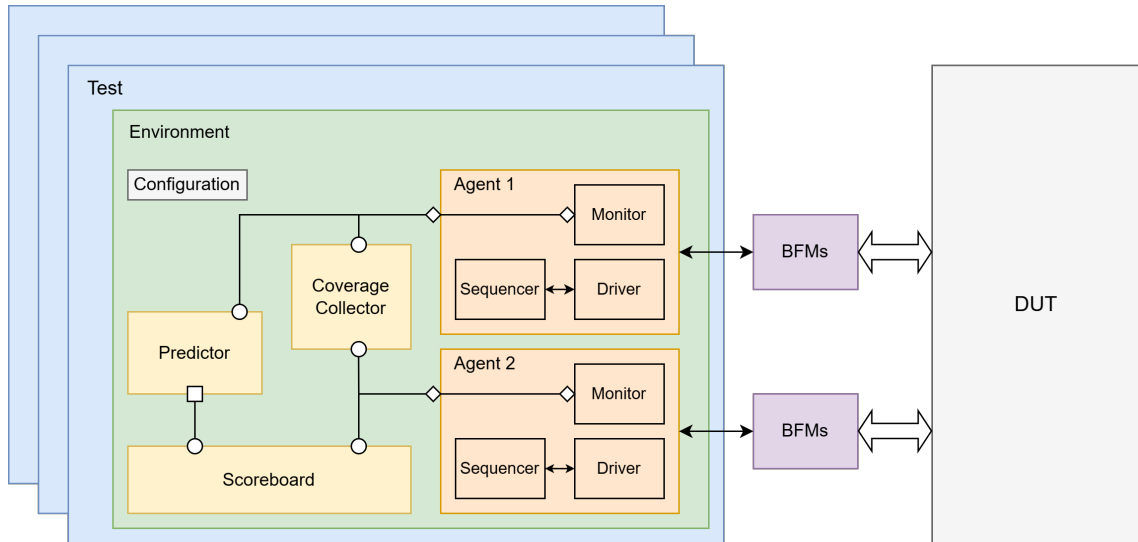 Test
Environment
Configuration
Agent 1
Monitor
Coverage
Collector
Sequencer
Driver
BFMs
DUT
Predictor
Agent 2
Monitor
BFMs
Scoreboard
Sequencer
Driver